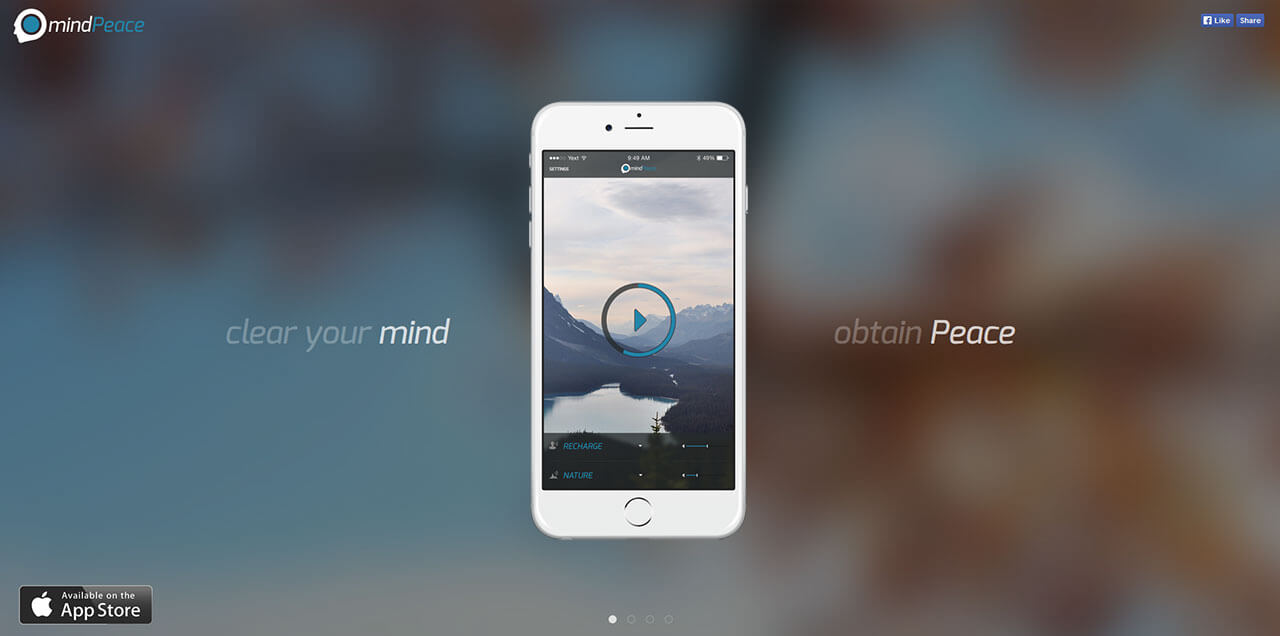 mindPeace
Like Share
Yext 9:49 AM 49%
SETTINGS mindPeace
clear your mind
obtain Peace
RECHARGE
NATURE
Available on the
App Store